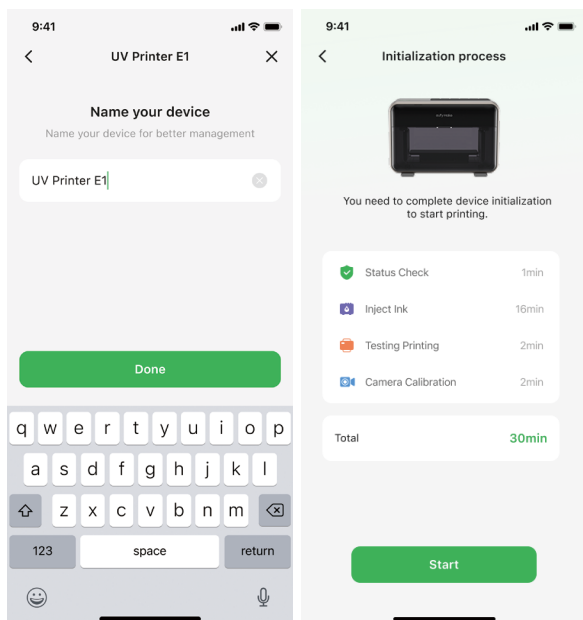 9:41
UV Printer E1
Name your device
Name your device for better management
UV Printer E1
Done
q w e r t y u i o p
a s d f g h j k l
z x c v b n m
123 space return
9:41
Initialization process
You need to complete device initialization
to start printing.
Status Check 1min
Inject Ink 16min
Testing Printing 2min
Camera Calibration 2min
Total 30min
Start